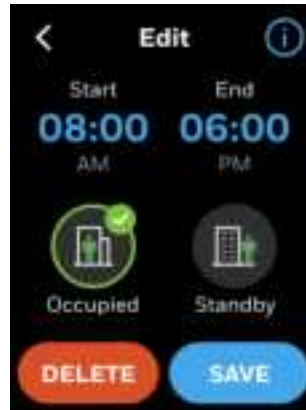 Edit
Start End
08:00 06:00
AM PM
Occupied Standby
DELETE SAVE